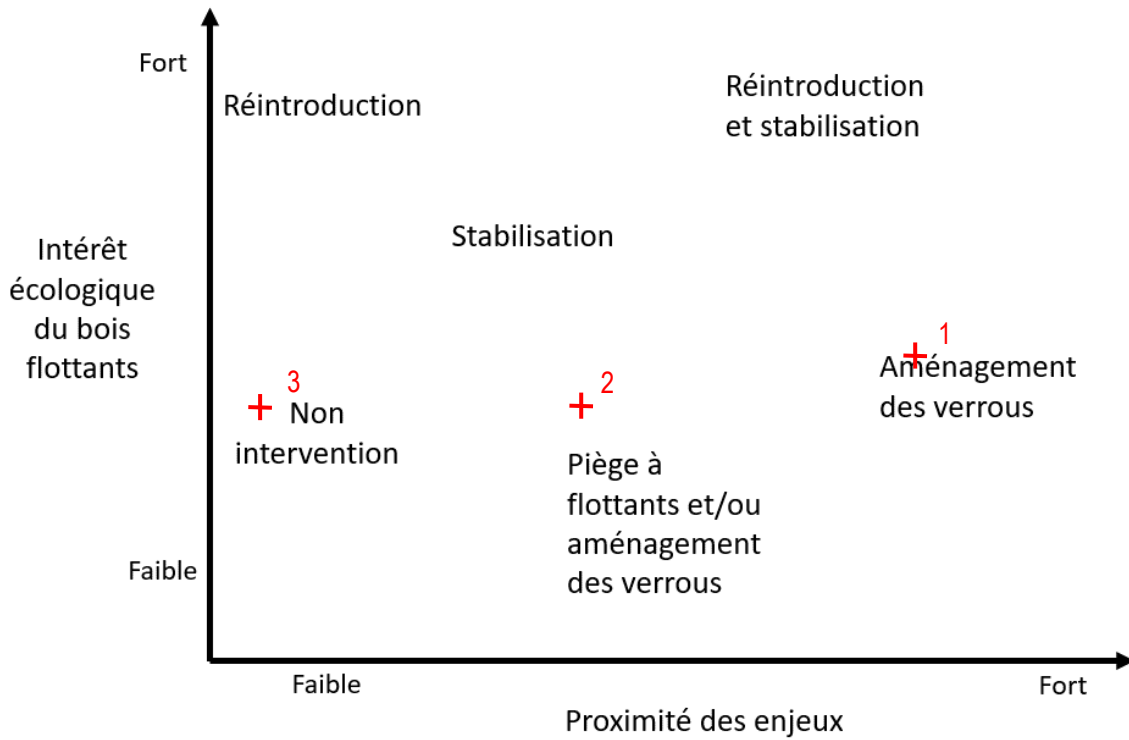 Fort
Réintroduction
Réintroduction
et stabilisation
Stabilisation
Intérêt
écologique
du bois
flottants
1
Aménagement
des verrous
3
Non
intervention
2
Piège à
flottants et/ou
aménagement
des verrous
Faible
Faible
Fort
Proximité des enjeux